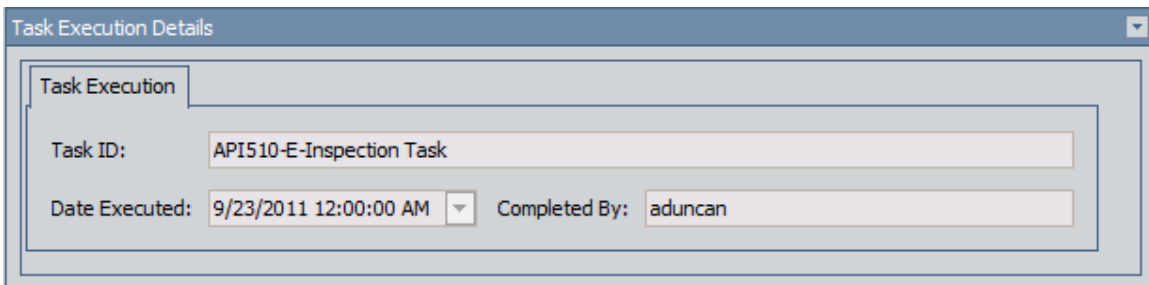 Task Execution Details
Task Execution
Task ID: API510-E-Inspection Task
Date Executed: 9/23/2011 12:00:00 AM Completed By: aduncan